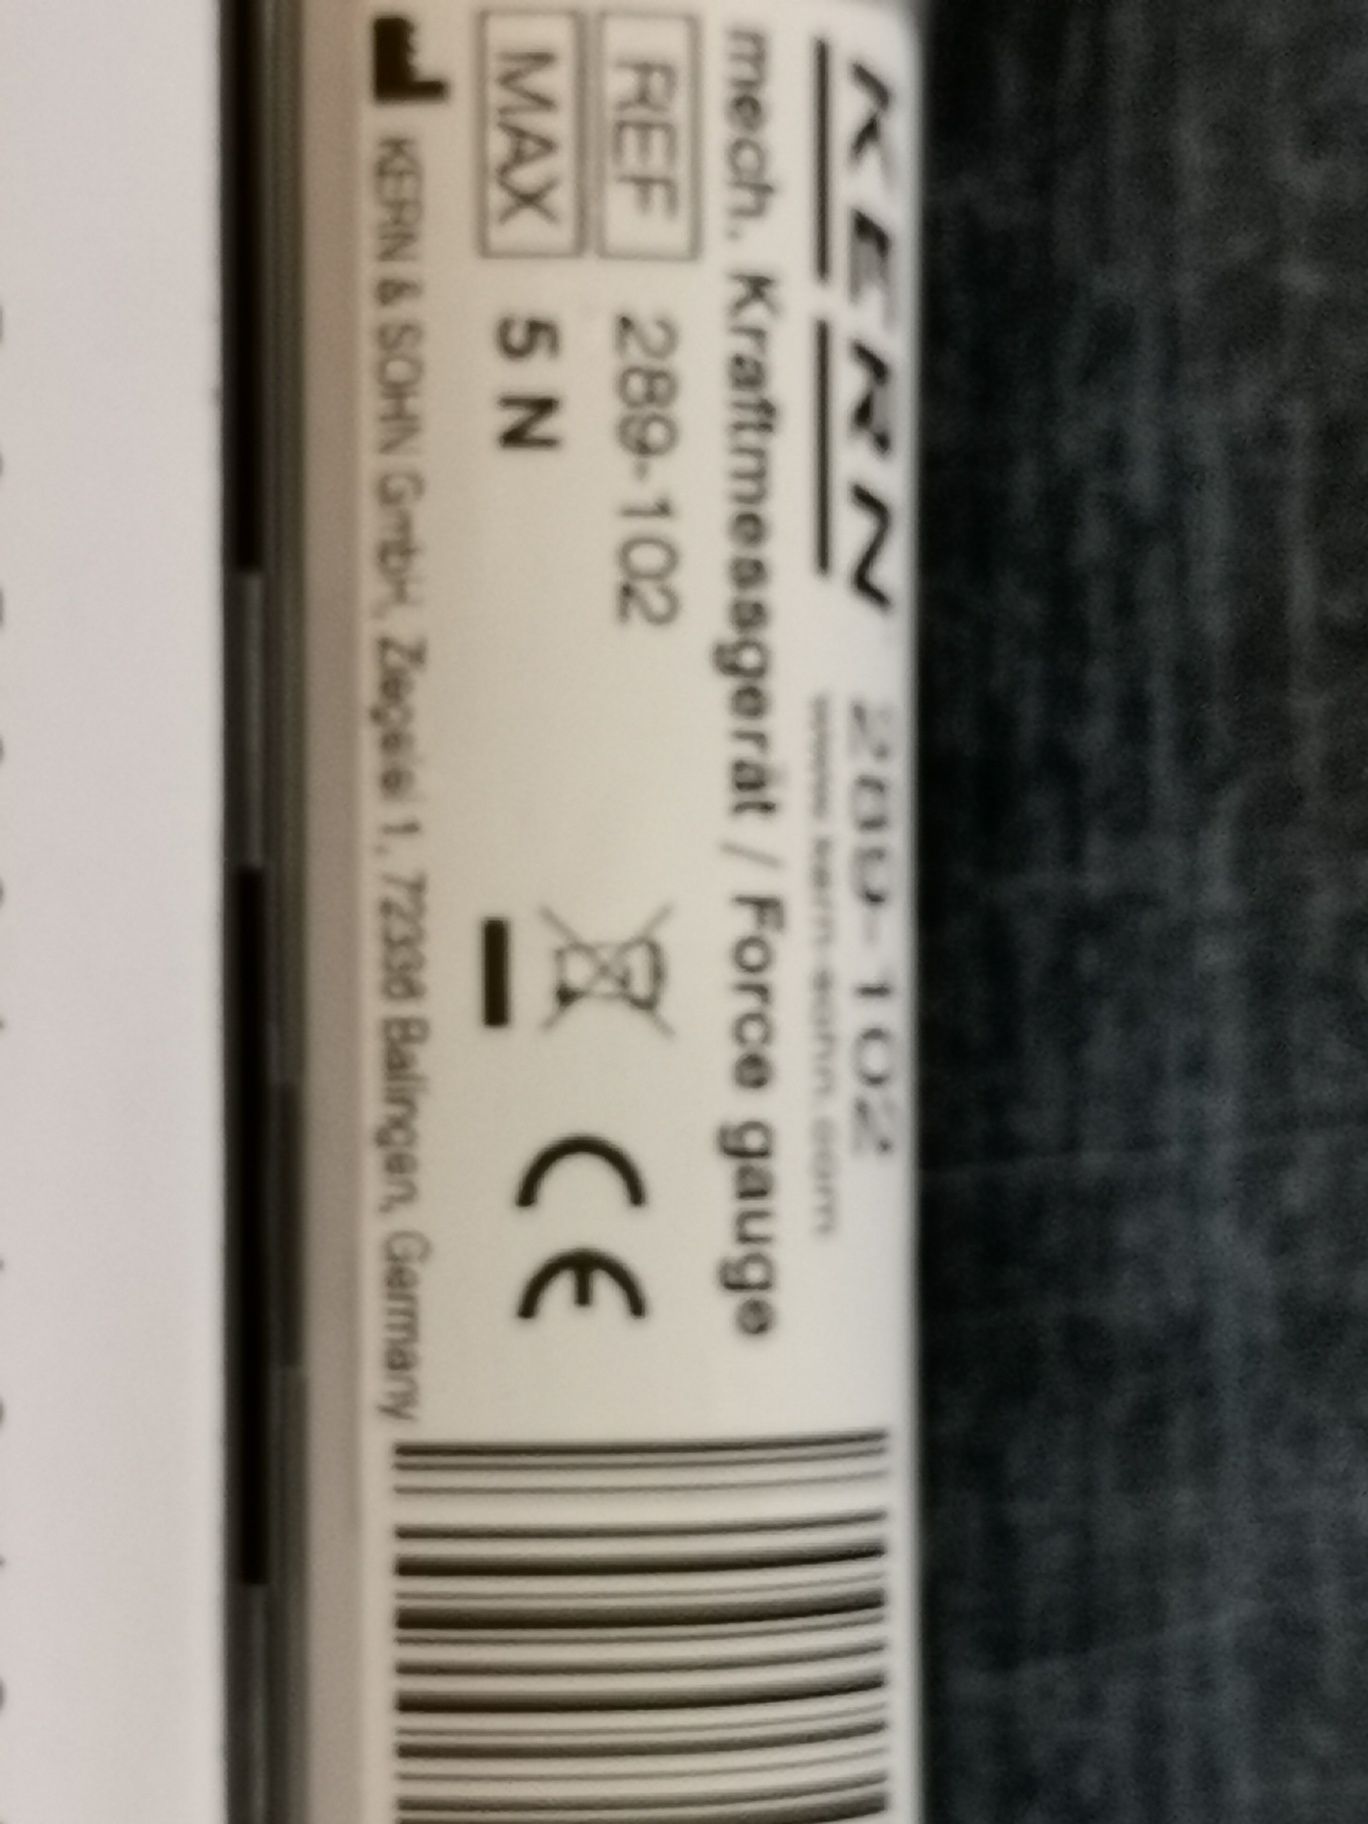 KERN 289-102
www.kern-sohn.com
mech. Kraftmessgerät / Force gauge
REF 289-102
MAX 5 N
CE
KERN & SOHN GmbH, Ziegelei 1, 72336 Balingen, Germany